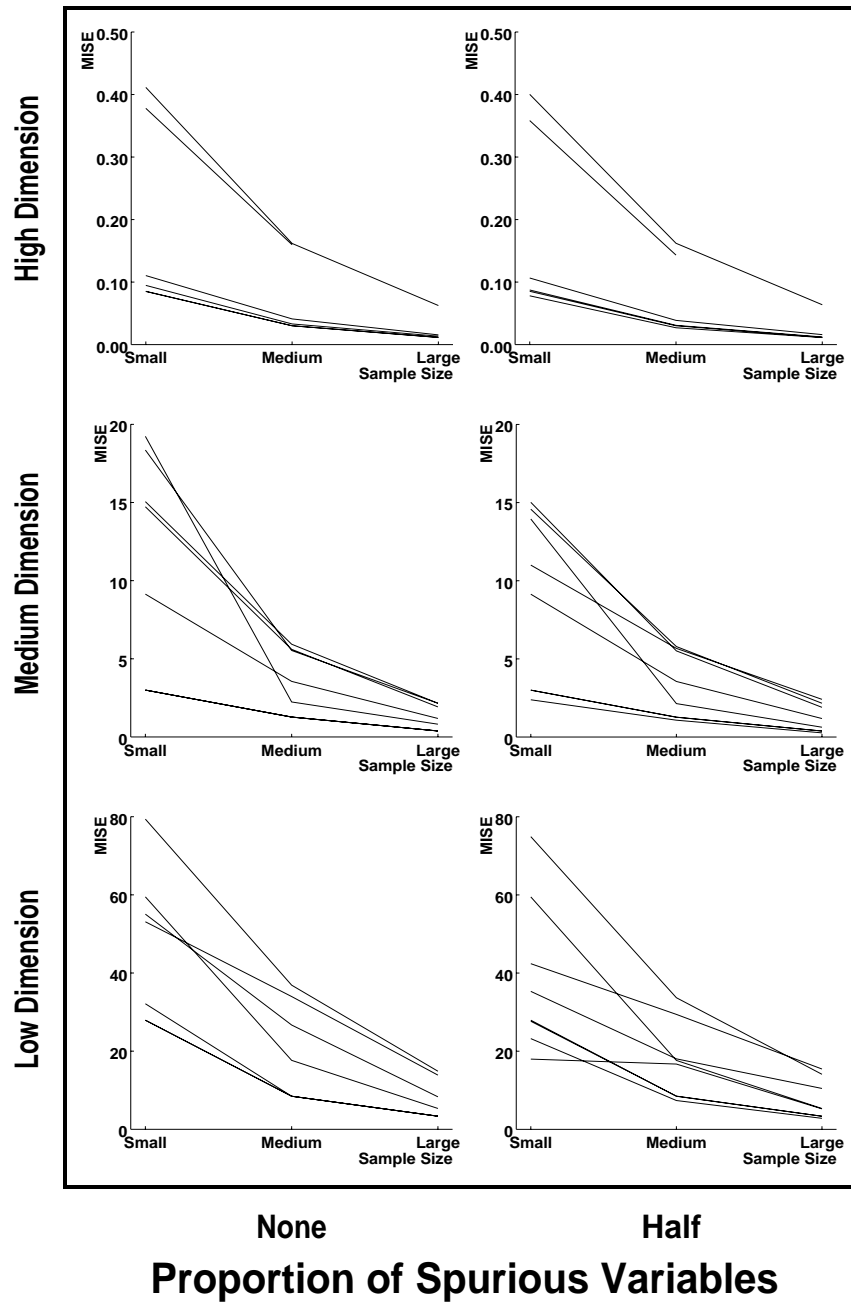 High Dimension
MISE
0.50
0.40
0.30
0.20
0.10
0.00
Small
Medium
Large
Sample Size
MISE
0.50
0.40
0.30
0.20
0.10
0.00
Small
Medium
Large
Sample Size
Medium Dimension
MISE
20
15
10
5
0
Small
Medium
Large
Sample Size
MISE
20
15
10
5
0
Small
Medium
Large
Sample Size
Low Dimension
MISE
80
60
40
20
0
Small
Medium
Large
Sample Size
MISE
80
60
40
20
0
Small
Medium
Large
Sample Size
None
Half
Proportion of Spurious Variables